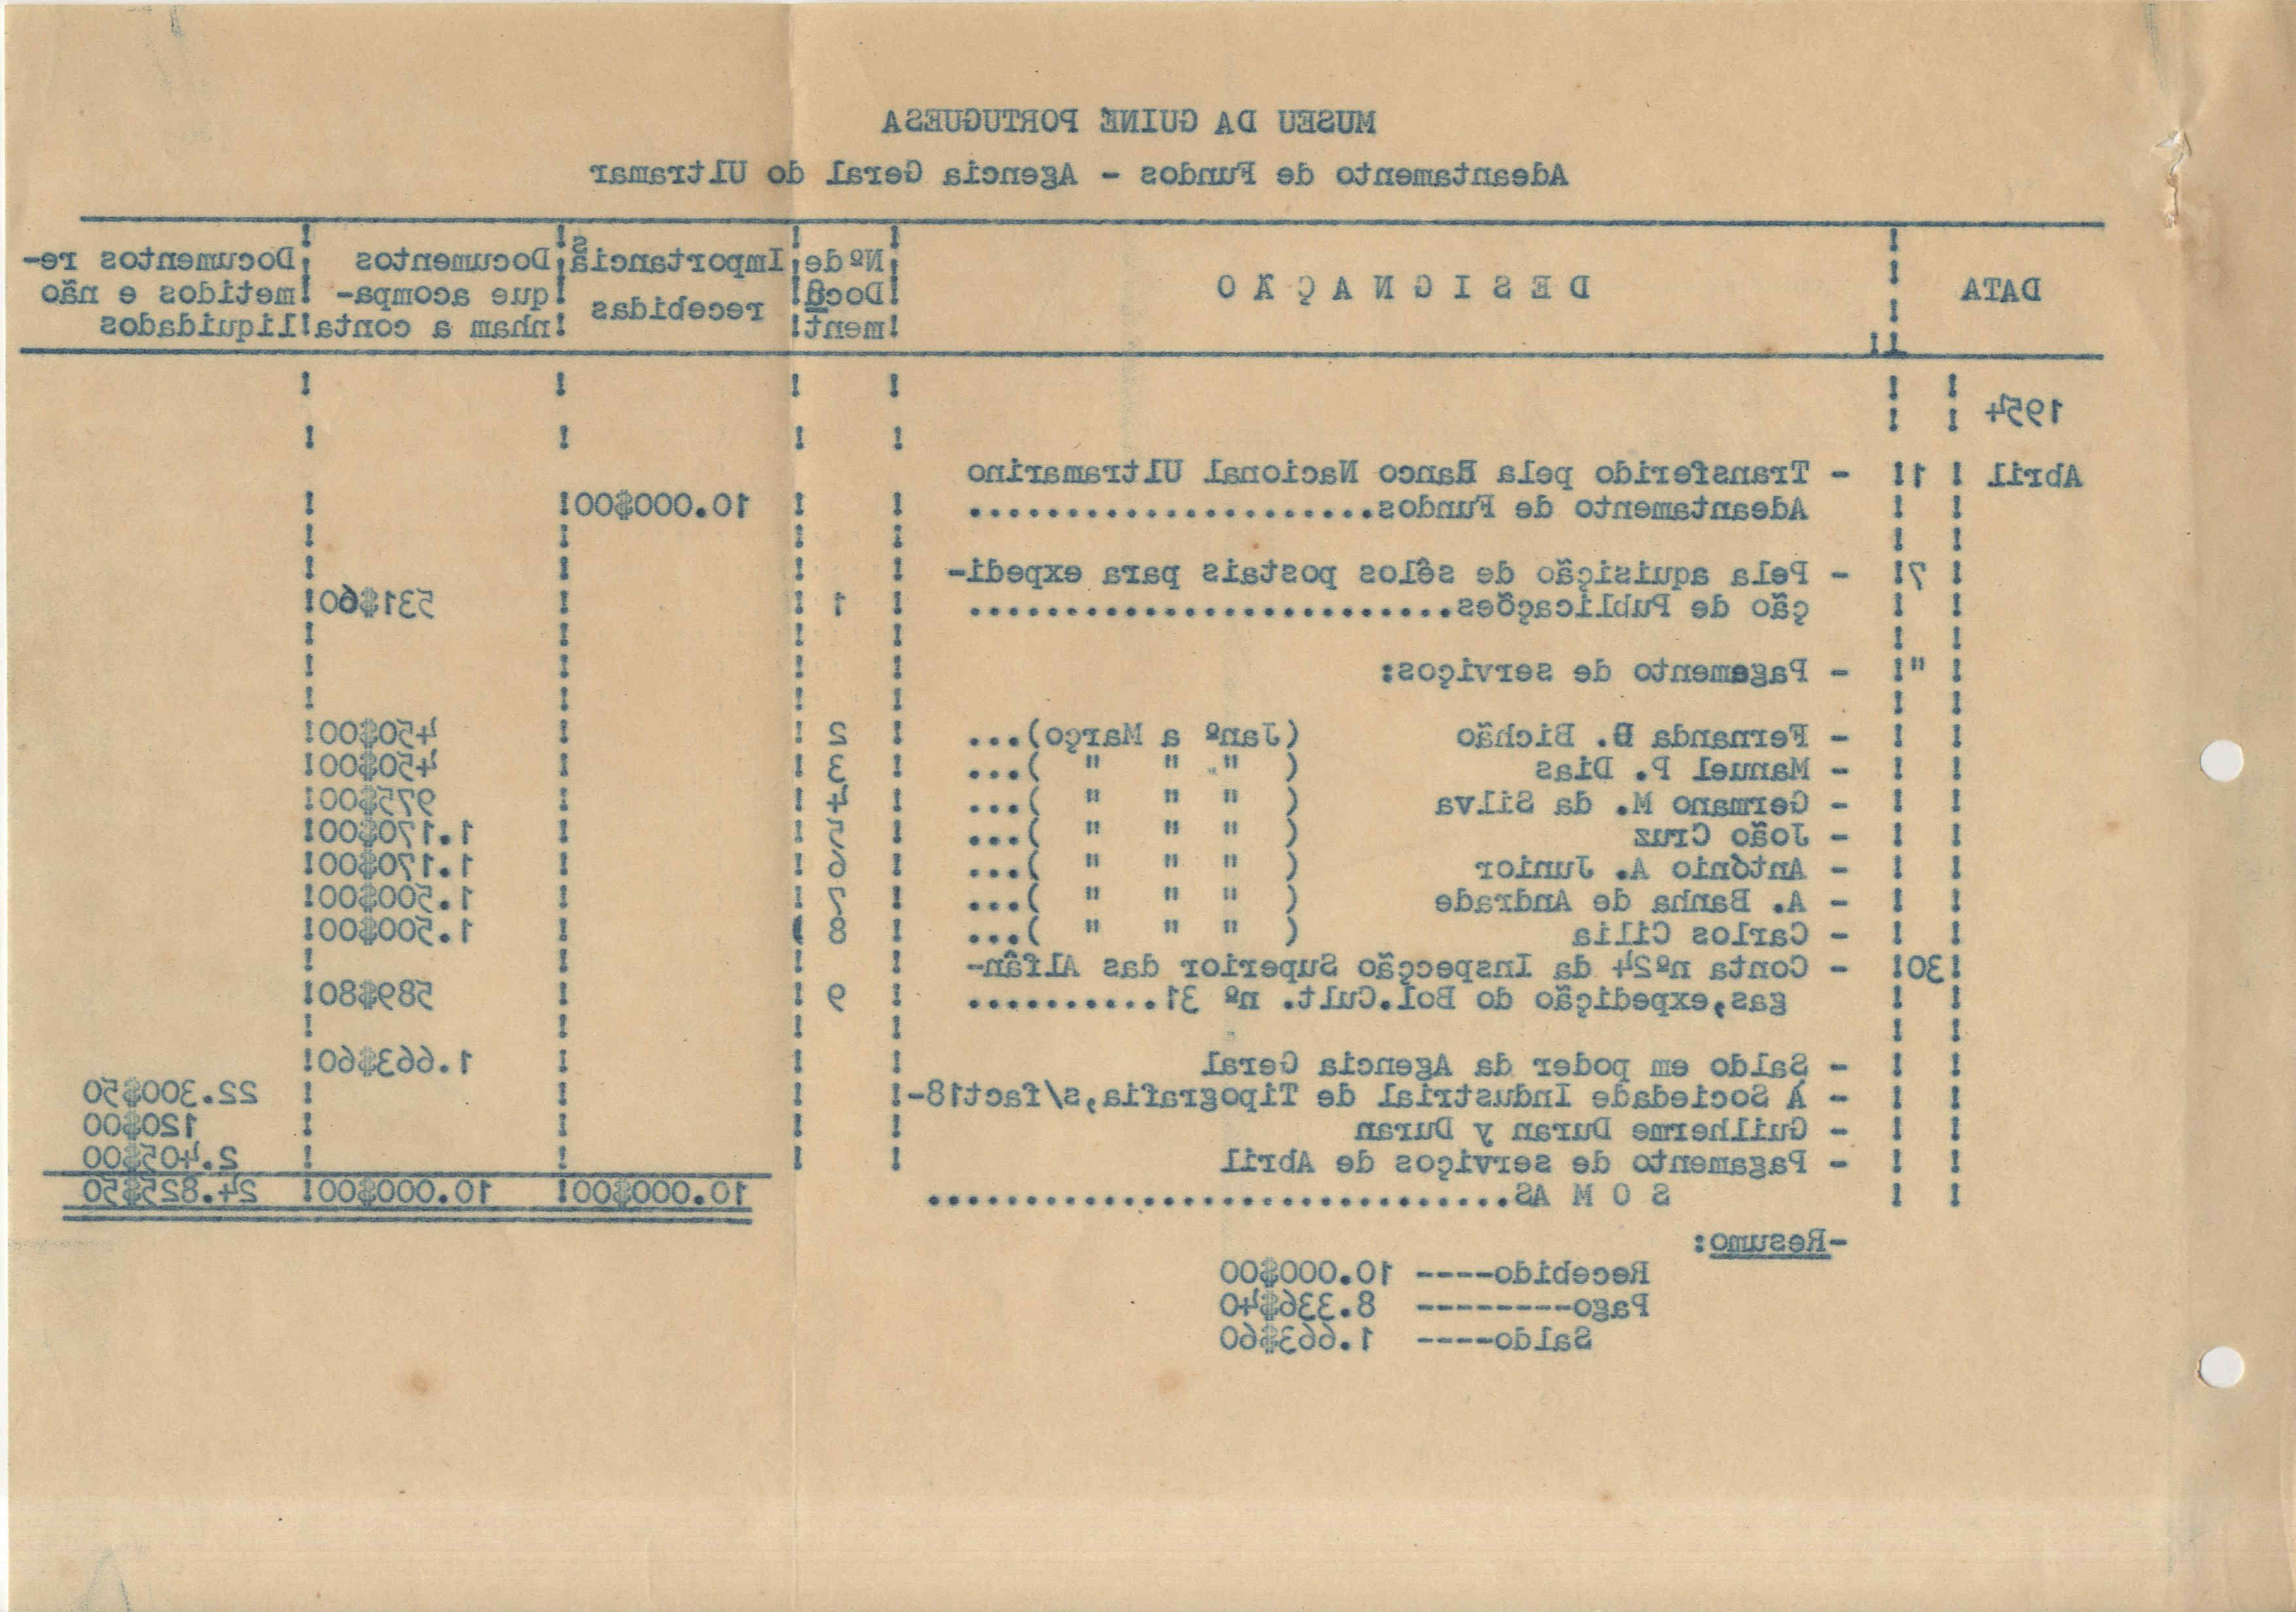 MUSEU DA GUINÉ PORTUGUESA
Adeantamento de Fundos - Agencia Geral do Ultramar
DATA ! D E S I G N A Ç Ã O ! Nº de ! Importancias ! Documentos ! Documentos re-
! Docu ! recebidas ! que acompa- ! metidos e não
! ment ! nham a conta ! liquidados
1954
Abril ! 1! - Transferido pela Banco Nacional Ultramarino
Adeantamento de Fundos...................... ! ! 10.000$00!
! 7! - Pela aquisição de sêlos postais para expedi-
ção de Publicações.......................... ! 1 ! ! 531$60!
! "! - Pagamento de serviços:
- Fernanda B. Bichão (Janº a Março)... ! 2 ! ! 450$00!
- Manuel P. Dias ( " " " )... ! 3 ! ! 450$00!
- Germano M. da Silva ( " " " )... ! 4 ! ! 975$00!
- João Cruz ( " " " )... ! 5 ! ! 1.170$00!
- António A. Junior ( " " " )... ! 6 ! ! 1.170$00!
- A. Banha de Andrade ( " " " )... ! 7 ! ! 1.500$00!
- Carlos Cilia ( " " " )... ! 8 ! ! 1.500$00!
!30! - Conta nº24 da Inspecção Superior das Alfân-
gas,expedição do Bol.Cult. nº 31.......... ! 9 ! ! 589$80!
- Saldo em poder da Agencia Geral ! ! ! 1.663$60!
- Á Sociedade Industrial de Tipografia,s/fact18-! ! ! ! 22.300$50
- Guilherme Duran y Duran ! ! ! ! 120$00
- Pagamento de serviços de Abril ! ! ! ! 2.405$00
S O M AS............................... 10.000$00! 10.000$00! 24.825$50
-Resumo:
Recebido---- 10.000$00
Pago--------- 8.336$40
Saldo---- 1.663$60